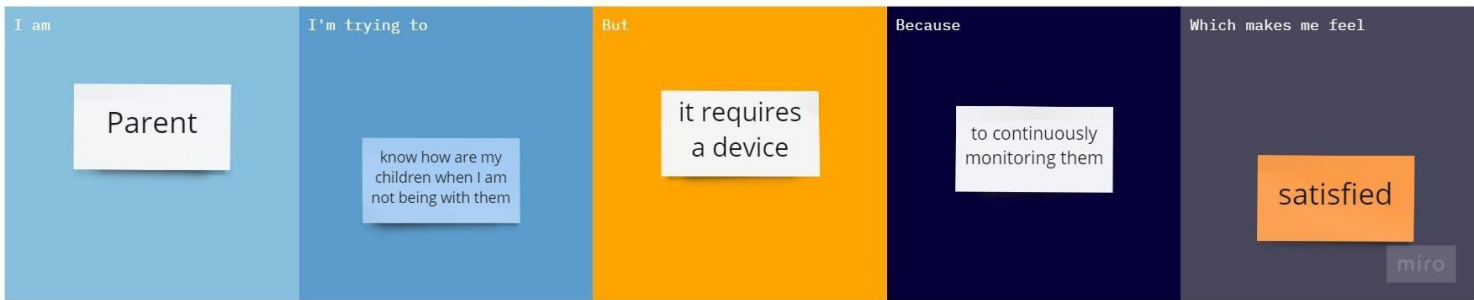 I am
Parent
I'm trying to
know how are my
children when I am
not being with them
But
it requires
a device
Because
to continuously
monitoring them
Which makes me feel
satisfied
miro